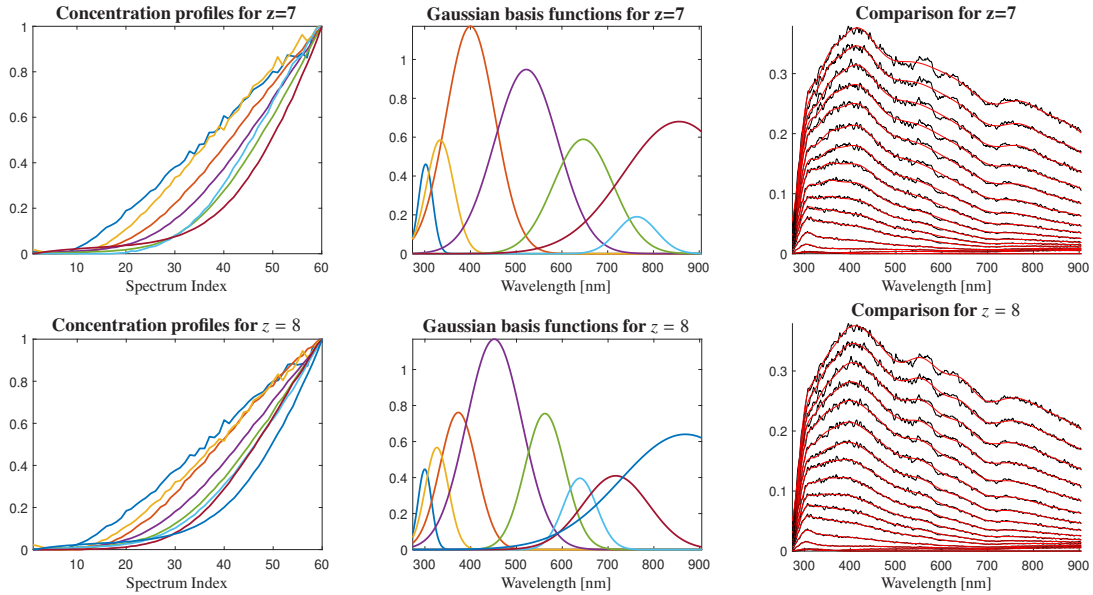 Concentration profiles for z=7
1
0.8
0.6
0.4
0.2
0
10 20 30 40 50 60
Spectrum Index
Gaussian basis functions for z=7
1
0.8
0.6
0.4
0.2
0
300 400 500 600 700 800 900
Wavelength [nm]
Comparison for z=7
0.3
0.2
0.1
0
300 400 500 600 700 800 900
Wavelength [nm]
Concentration profiles for z = 8
1
0.8
0.6
0.4
0.2
0
10 20 30 40 50 60
Spectrum Index
Gaussian basis functions for z = 8
1
0.8
0.6
0.4
0.2
0
300 400 500 600 700 800 900
Wavelength [nm]
Comparison for z = 8
0.3
0.2
0.1
0
300 400 500 600 700 800 900
Wavelength [nm]